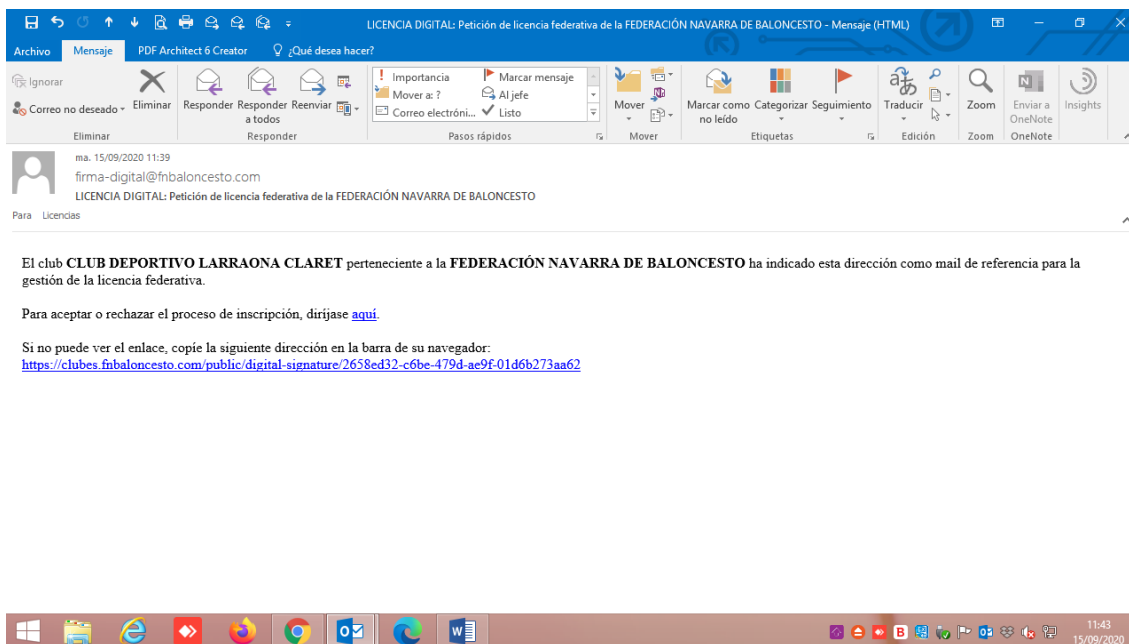 LICENCIA DIGITAL: Petición de licencia federativa de la FEDERACIÓN NAVARRA DE BALONCESTO - Mensaje (HTML)
Archivo Mensaje PDF Architect 6 Creator ¿Qué desea hacer?
Ignorar
Correo no deseado
Eliminar
Eliminar
Responder Responder a todos Reenviar
Responder
Importancia Marcar mensaje
Mover a: ? Al jefe
Correo electróni... Listo
Pasos rápidos
Mover
Mover
Marcar como no leído Categorizar Seguimiento
Etiquetas
Traducir
Edición
Zoom
Zoom
Enviar a OneNote
OneNote
Insights
ma. 15/09/2020 11:39
firma-digital@fnbaloncesto.com
LICENCIA DIGITAL: Petición de licencia federativa de la FEDERACIÓN NAVARRA DE BALONCESTO
Para Licencias
El club CLUB DEPORTIVO LARRAONA CLARET perteneciente a la FEDERACIÓN NAVARRA DE BALONCESTO ha indicado esta dirección como mail de referencia para la
gestión de la licencia federativa.
Para aceptar o rechazar el proceso de inscripción, diríjase aquí.
Si no puede ver el enlace, copíe la siguiente dirección en la barra de su navegador:
https://clubes.fnbaloncesto.com/public/digital-signature/2658ed32-c6be-479d-ae9f-01d6b273aa62
11:43
15/09/2020